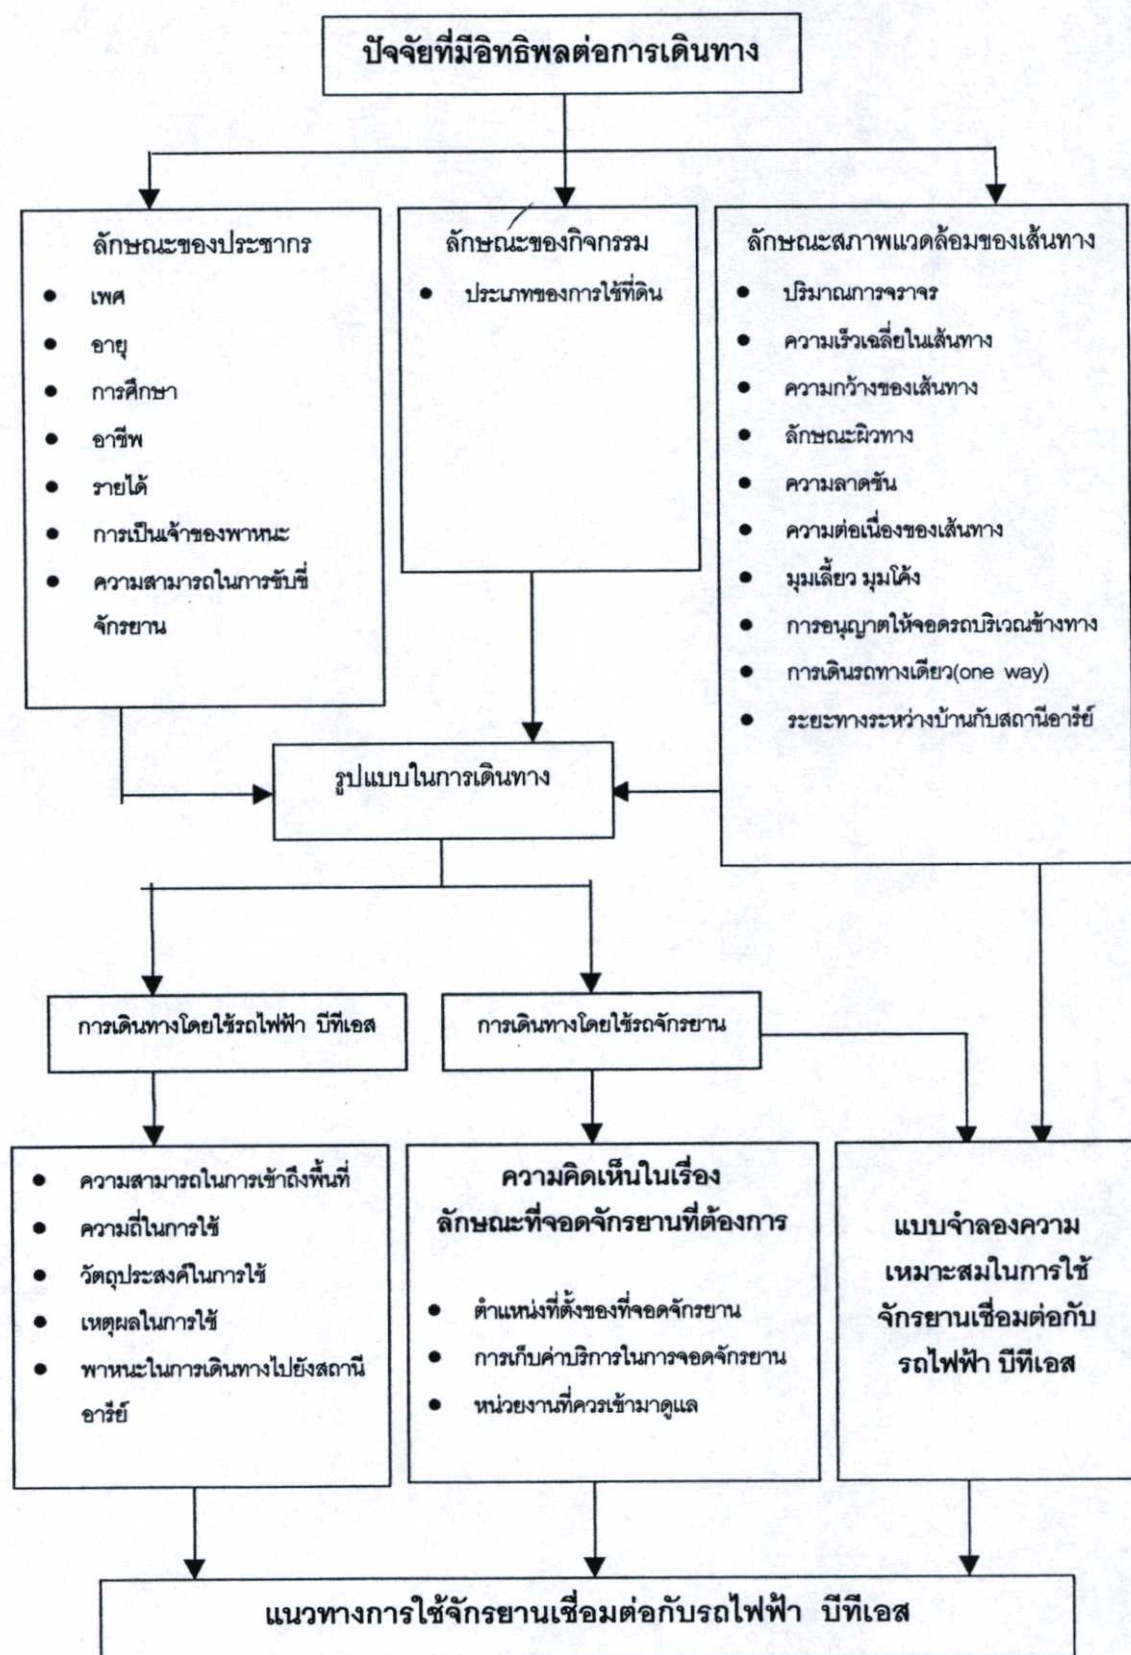 ปัจจัยที่มีอิทธิพลต่อการเดินทาง
ลักษณะของประชากร
● เพศ
● อายุ
● การศึกษา
● อาชีพ
● รายได้
● การเป็นเจ้าของพาหนะ
● ความสามารถในการขับขี่
จักรยาน
ลักษณะของกิจกรรม
● ประเภทของการใช้ที่ดิน
ลักษณะสภาพแวดล้อมของเส้นทาง
● ปริมาณการจราจร
● ความเร็วเฉลี่ยในเส้นทาง
● ความกว้างของเส้นทาง
● ลักษณะผิวทาง
● ความลาดชัน
● ความต่อเนื่องของเส้นทาง
● มุมเลี้ยว มุมโค้ง
● การอนุญาตให้จอดรถบริเวณข้างทาง
● การเดินรถทางเดียว(one way)
● ระยะทางระหว่างบ้านกับสถานีอารีย์
รูปแบบในการเดินทาง
การเดินทางโดยใช้รถไฟฟ้า บีทีเอส
การเดินทางโดยใช้รถจักรยาน
● ความสามารถในการเข้าถึงพื้นที่
● ความถี่ในการใช้
● วัตถุประสงค์ในการใช้
● เหตุผลในการใช้
● พาหนะในการเดินทางไปยังสถานี
อารีย์
ความคิดเห็นในเรื่อง
ลักษณะที่จอดจักรยานที่ต้องการ
● ตำแหน่งที่ตั้งของที่จอดจักรยาน
● การเก็บค่าบริการในการจอดจักรยาน
● หน่วยงานที่ควรเข้ามาดูแล
แบบจำลองความ
เหมาะสมในการใช้
จักรยานเชื่อมต่อกับ
รถไฟฟ้า บีทีเอส
แนวทางการใช้จักรยานเชื่อมต่อกับรถไฟฟ้า บีทีเอส